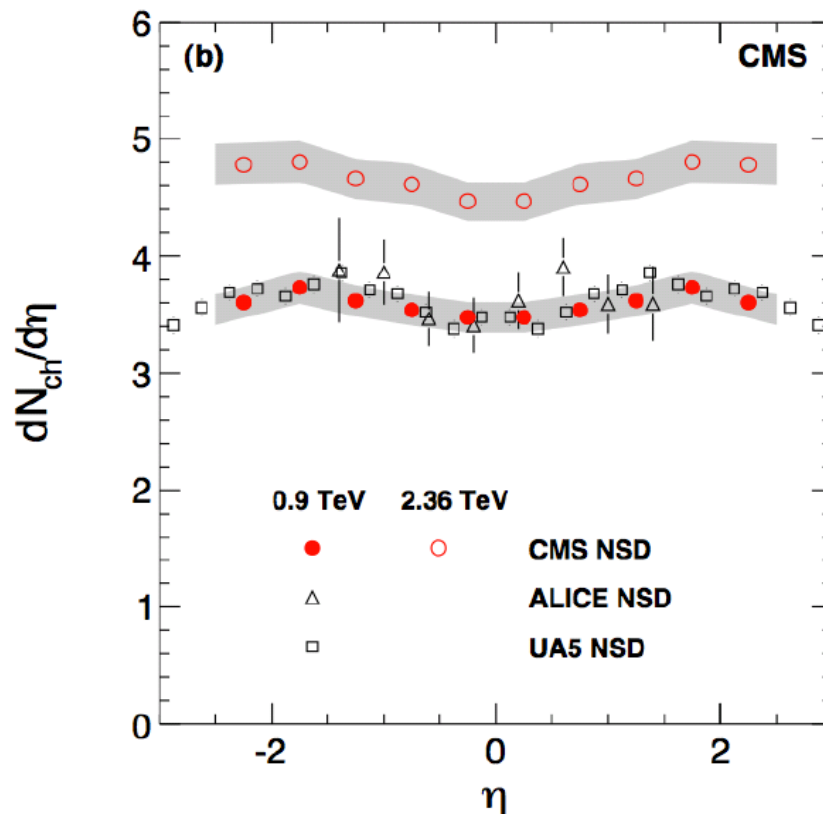 (b) CMS
6
5
4
3
2
1
0
dN_ch/dη
0.9 TeV 2.36 TeV
CMS NSD
ALICE NSD
UA5 NSD
-2 0 2
η